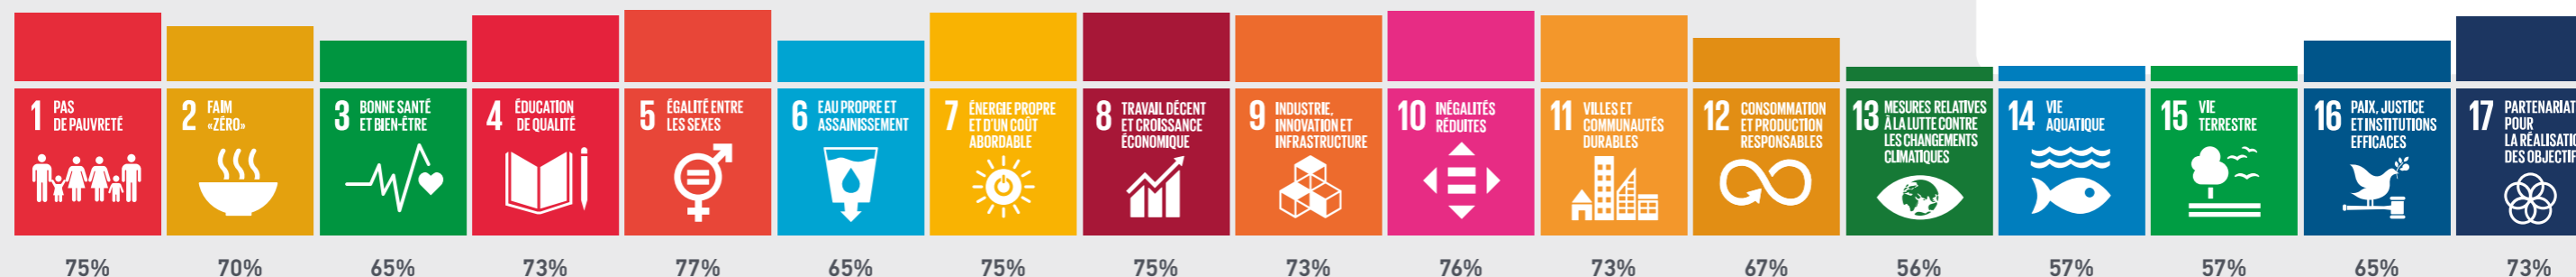 1 PAS
DE PAUVRETÉ
2 FAIM
«ZÉRO»
3 BONNE SANTÉ
ET BIEN-ÊTRE
4 ÉDUCATION
DE QUALITÉ
5 ÉGALITÉ ENTRE
LES SEXES
6 EAU PROPRE ET
ASSAINISSEMENT
7 ÉNERGIE PROPRE
ET D'UN COÛT
ABORDABLE
8 TRAVAIL DÉCENT
ET CROISSANCE
ÉCONOMIQUE
9 INDUSTRIE,
INNOVATION ET
INFRASTRUCTURE
10 INÉGALITÉS
RÉDUITES
11 VILLES ET
COMMUNAUTÉS
DURABLES
12 CONSOMMATION
ET PRODUCTION
RESPONSABLES
13 MESURES RELATIVES
À LA LUTTE CONTRE
LES CHANGEMENTS
CLIMATIQUES
14 VIE
AQUATIQUE
15 VIE
TERRESTRE
16 PAIX, JUSTICE
ET INSTITUTIONS
EFFICACES
17 PARTENARIAT
POUR
LA RÉALISATIO
DES OBJECTIF
75% 70% 65% 73% 77% 65% 75% 75% 73% 76% 73% 67% 56% 57% 57% 65% 73%